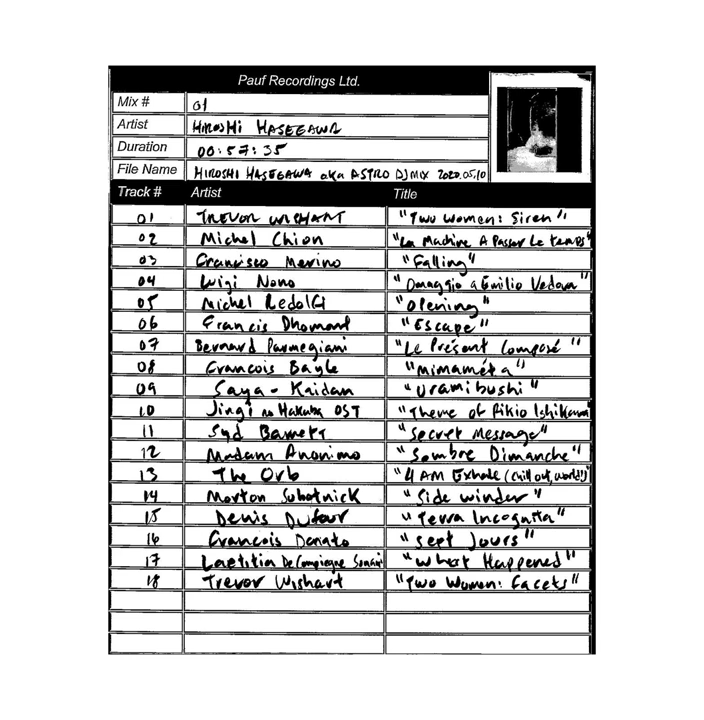 Pauf Recordings Ltd.
Mix # 01
Artist HIROSHI HASEGAWA
Duration 00:57:35
File Name HIROSHI HASEGAWA aka ASTRO DJ MIX 2020.05.10
Track # Artist Title
01 TREVOR WISHART "Two Women: Siren"
02 Michel Chion "La Machine A Passer Le temps"
03 Francisco Merino "Falling"
04 Luigi Nono "Omaggio a Emilio Vedova"
05 Michel Redolfi "Opening"
06 Francis Dhomont "Escape"
07 Bernard Parmegiani "Le Présent Composé"
08 Francois Bayle "Mimaméta"
09 Saya-Kaidan "Uramibushi"
10 Jingi no Hakaba OST "Theme of Rikio Ishikawa"
11 Syd Barrett "Secret Message"
12 Madam Anonimo "Sombre Dimanche"
13 The Orb "4 AM Exhale (chill out, world!)"
14 Morton Subotnick "Side winder"
15 Denis Dufour "Terra Incognita"
16 Francois Donato "Sept Jours"
17 Laetitia De Compiegne Sonami "What Happened"
18 Trevor Wishart "Two Women: Facets"